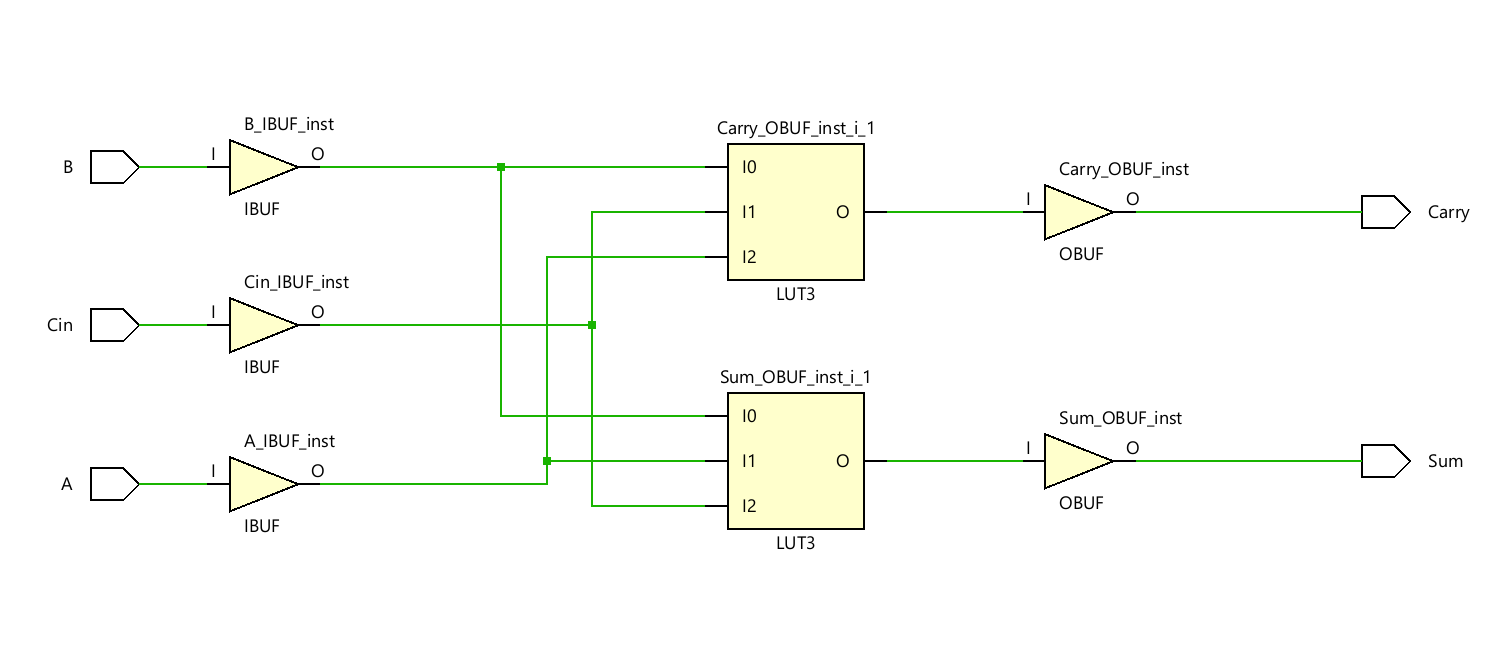 B_IBUF_inst
B
I
O
IBUF
Cin_IBUF_inst
Cin
I
O
IBUF
A_IBUF_inst
A
I
O
IBUF
Carry_OBUF_inst_i_1
I0
I1
I2
O
LUT3
Sum_OBUF_inst_i_1
I0
I1
I2
O
LUT3
Carry_OBUF_inst
I
O
OBUF
Carry
Sum_OBUF_inst
I
O
OBUF
Sum